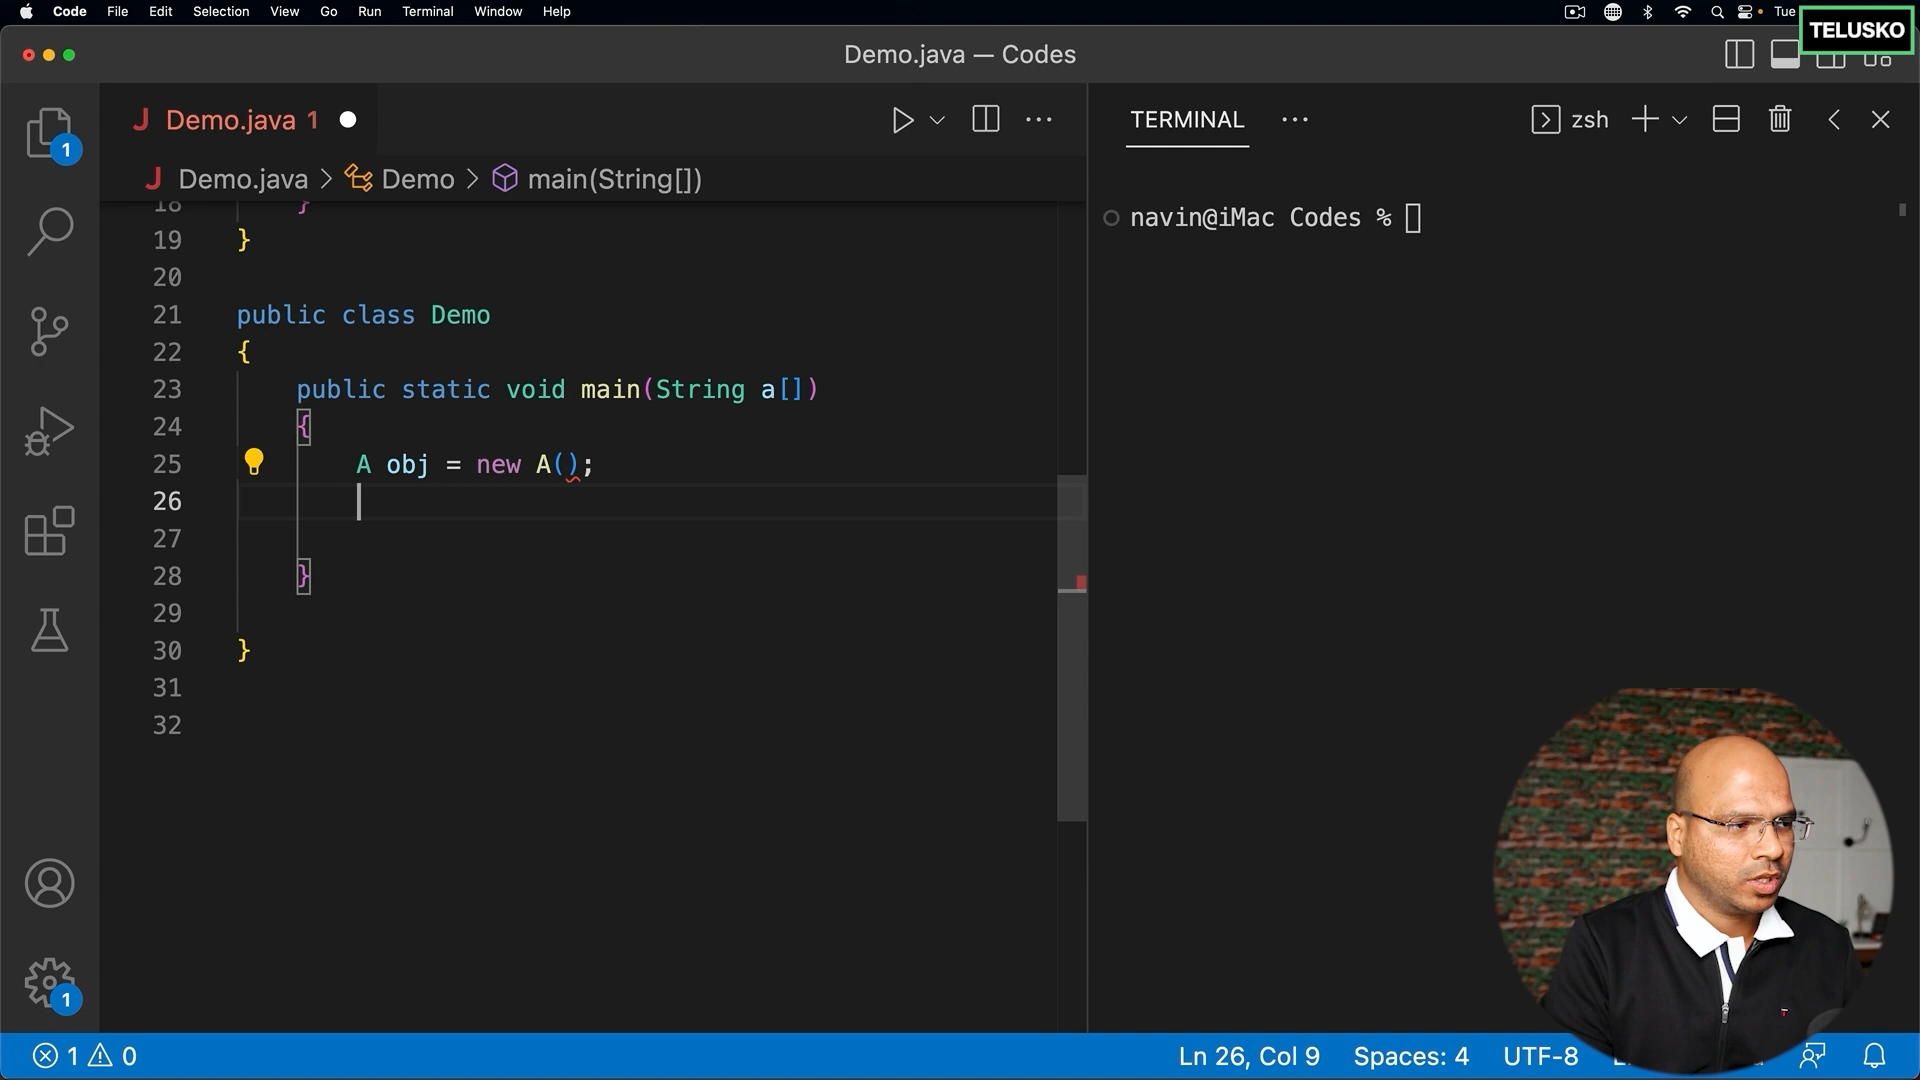 Code File Edit Selection View Go Run Terminal Window Help Tue
TELUSKO
Demo.java — Codes
Demo.java 1
TERMINAL zsh
Demo.java > Demo > main(String[])
navin@iMac Codes %
18 }
19 }
20
21 public class Demo
22 {
23 public static void main(String a[])
24 {
25 A obj = new A();
26
27
28 }
29
30 }
31
32
1
1
1 0 Ln 26, Col 9 Spaces: 4 UTF-8